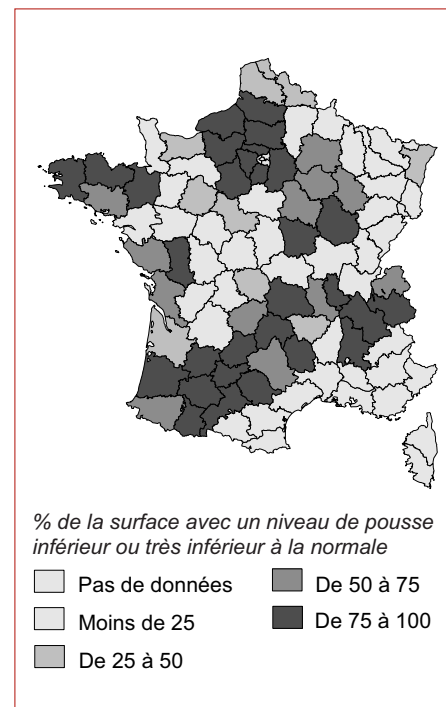 % de la surface avec un niveau de pousse
inférieur ou très inférieur à la normale
Pas de données
De 50 à 75
Moins de 25
De 75 à 100
De 25 à 50